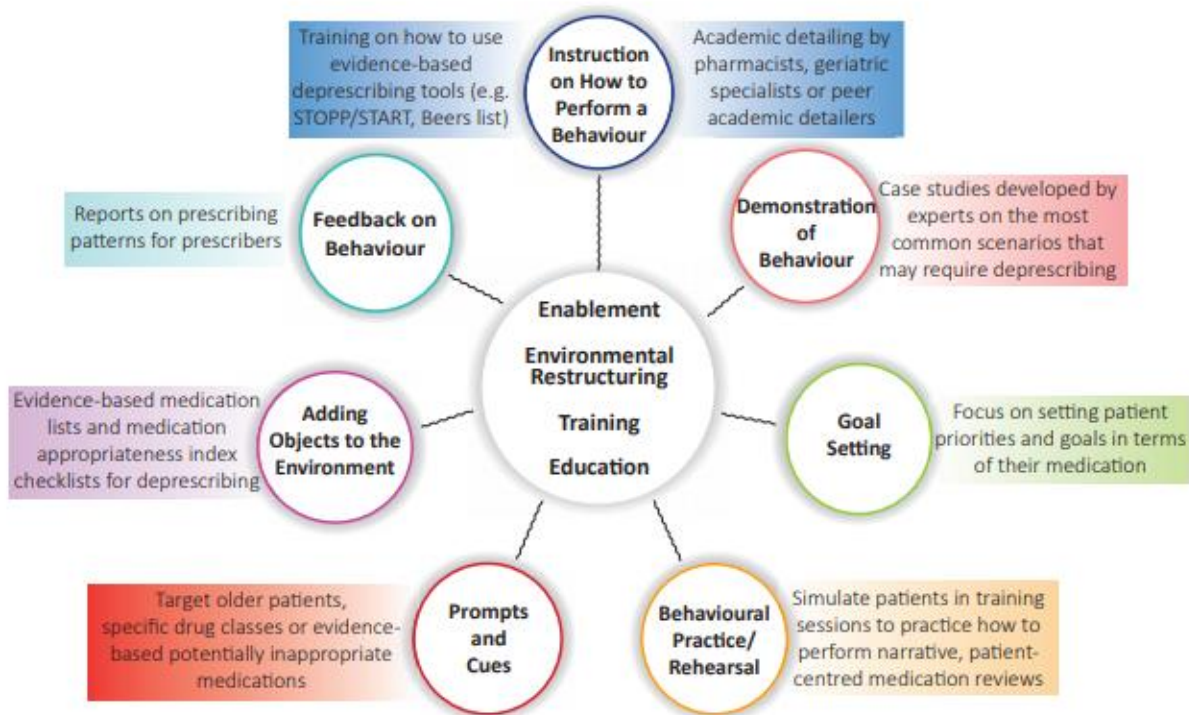 Training on how to use
evidence-based
deprescribing tools (e.g.
STOPP/START, Beers list)
Instruction
on How to
Perform a
Behaviour
Academic detailing by
pharmacists, geriatric
specialists or peer
academic detailers
Reports on prescribing
patterns for prescribers
Feedback on
Behaviour
Demonstration
of
Behaviour
Case studies developed by
experts on the most
common scenarios that
may require deprescribing
Enablement
Environmental
Restructuring
Training
Education
Evidence-based medication
lists and medication
appropriateness index
checklists for deprescribing
Adding
Objects to the
Environment
Goal
Setting
Focus on setting patient
priorities and goals in terms
of their medication
Target older patients,
specific drug classes or evidence-
based potentially inappropriate
medications
Prompts
and
Cues
Behavioural
Practice/
Rehearsal
Simulate patients in training
sessions to practice how to
perform narrative, patient-
centred medication reviews